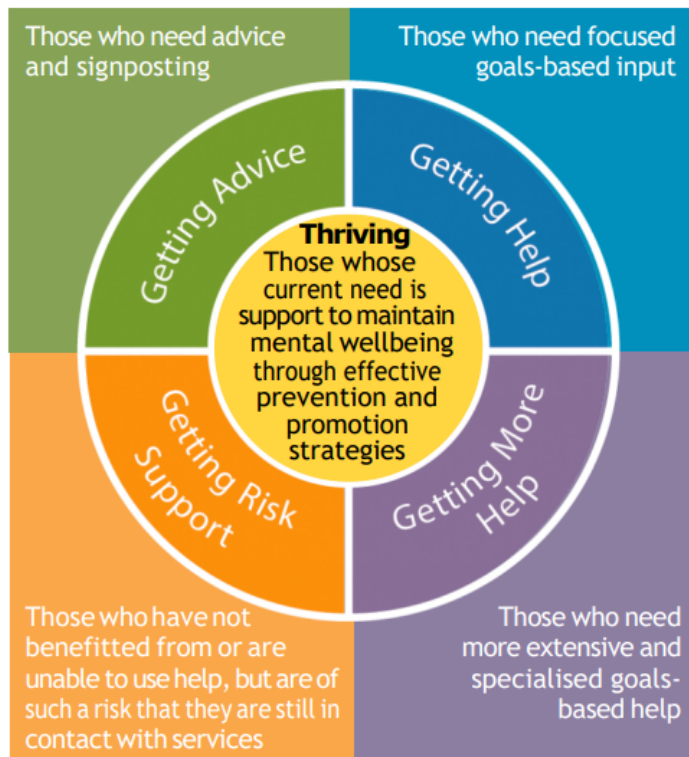 Those who need advice
and signposting
Those who need focused
goals-based input
Getting Advice
Getting Help
Thriving
Those whose
current need is
support to maintain
mental wellbeing
through effective
prevention and
promotion
strategies
Getting Risk
Support
Getting More
Help
Those who have not
benefitted from or are
unable to use help, but are of
such a risk that they are still in
contact with services
Those who need
more extensive and
specialised goals-
based help